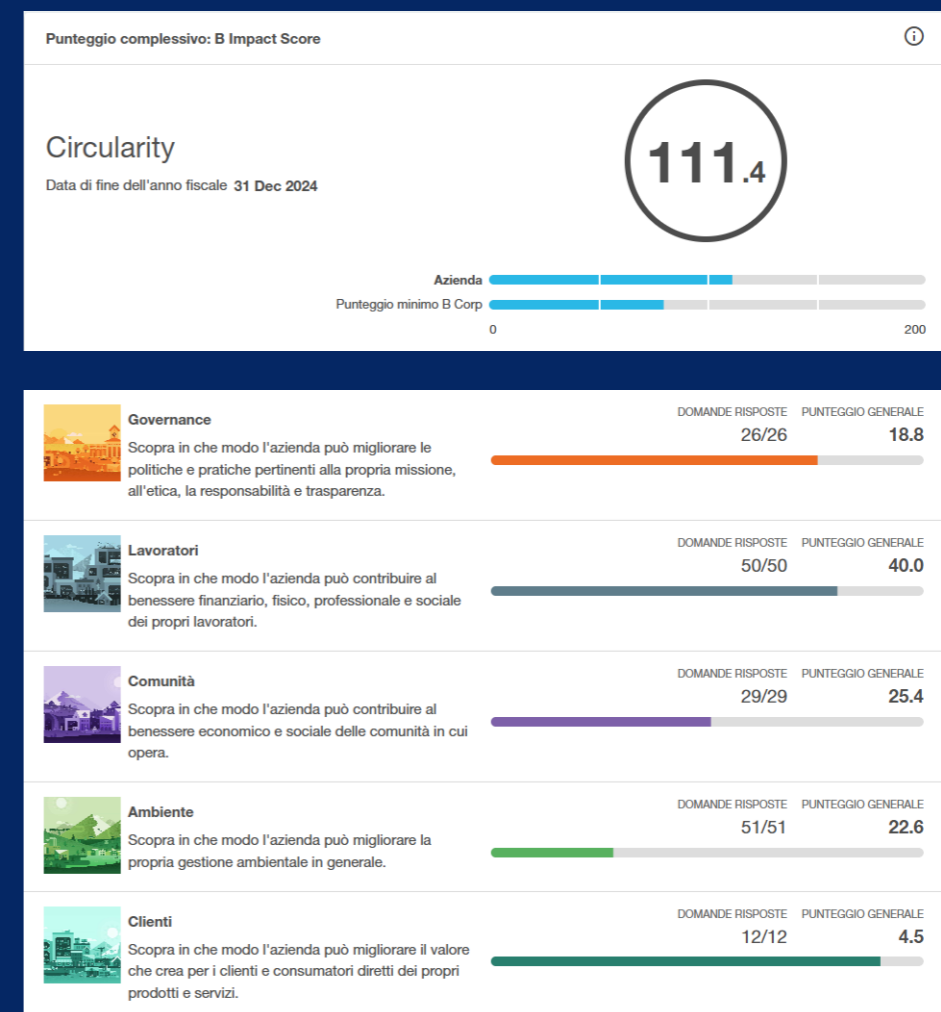 Punteggio complessivo: B Impact Score
Circularity
Data di fine dell'anno fiscale 31 Dec 2024
111.4
Azienda
Punteggio minimo B Corp
0 200
Governance
Scopra in che modo l'azienda può migliorare le
politiche e pratiche pertinenti alla propria missione,
all'etica, la responsabilità e trasparenza.
DOMANDE RISPOSTE PUNTEGGIO GENERALE
26/26 18.8
Lavoratori
Scopra in che modo l'azienda può contribuire al
benessere finanziario, fisico, professionale e sociale
dei propri lavoratori.
DOMANDE RISPOSTE PUNTEGGIO GENERALE
50/50 40.0
Comunità
Scopra in che modo l'azienda può contribuire al
benessere economico e sociale delle comunità in cui
opera.
DOMANDE RISPOSTE PUNTEGGIO GENERALE
29/29 25.4
Ambiente
Scopra in che modo l'azienda può migliorare la
propria gestione ambientale in generale.
DOMANDE RISPOSTE PUNTEGGIO GENERALE
51/51 22.6
Clienti
Scopra in che modo l'azienda può migliorare il valore
che crea per i clienti e consumatori diretti dei propri
prodotti e servizi.
DOMANDE RISPOSTE PUNTEGGIO GENERALE
12/12 4.5